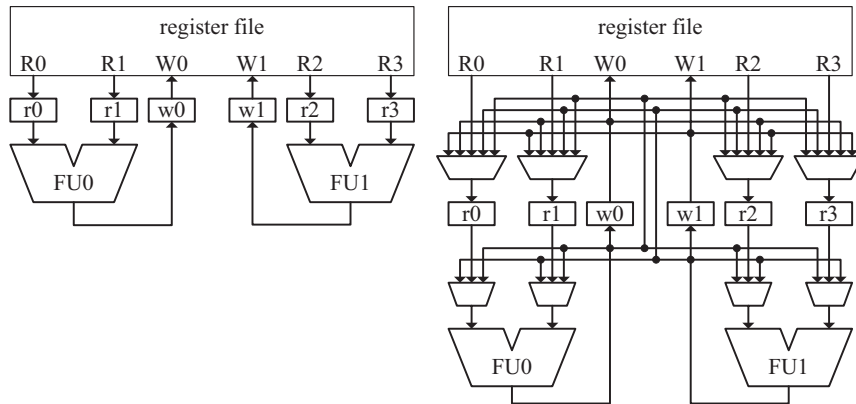 register file
R0 R1 W0 W1 R2 R3
r0 r1 w0 w1 r2 r3
FU0 FU1
register file
R0 R1 W0 W1 R2 R3
r0 r1 w0 w1 r2 r3
FU0 FU1